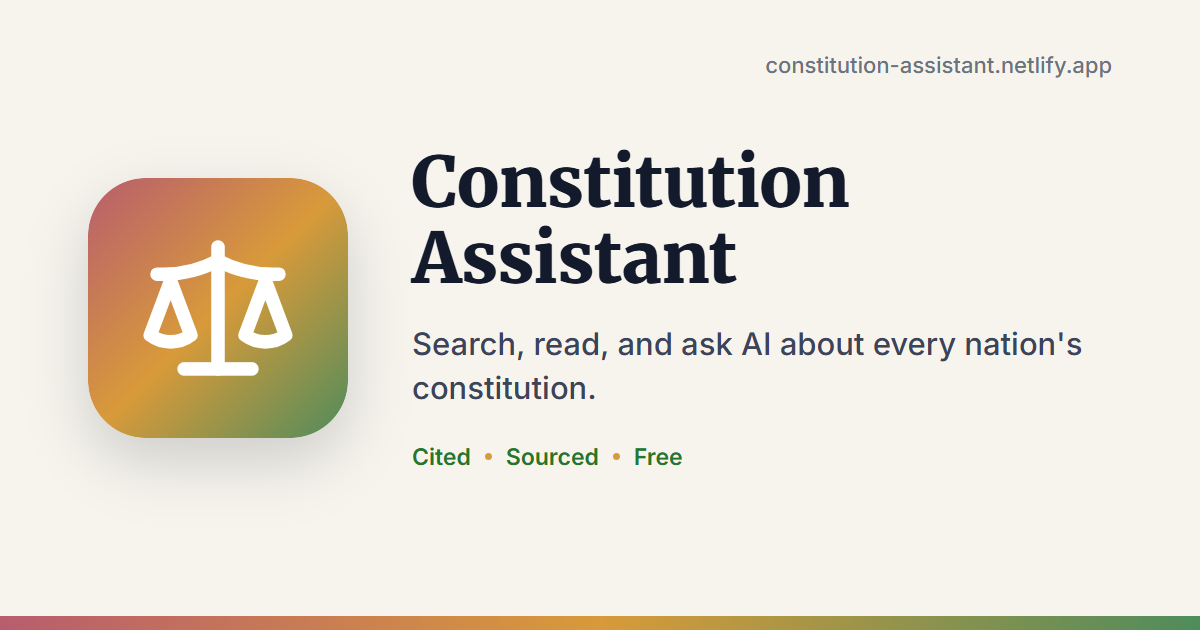 constitution-assistant.netlify.app
Constitution
Assistant
Search, read, and ask AI about every nation's
constitution.
Cited • Sourced • Free